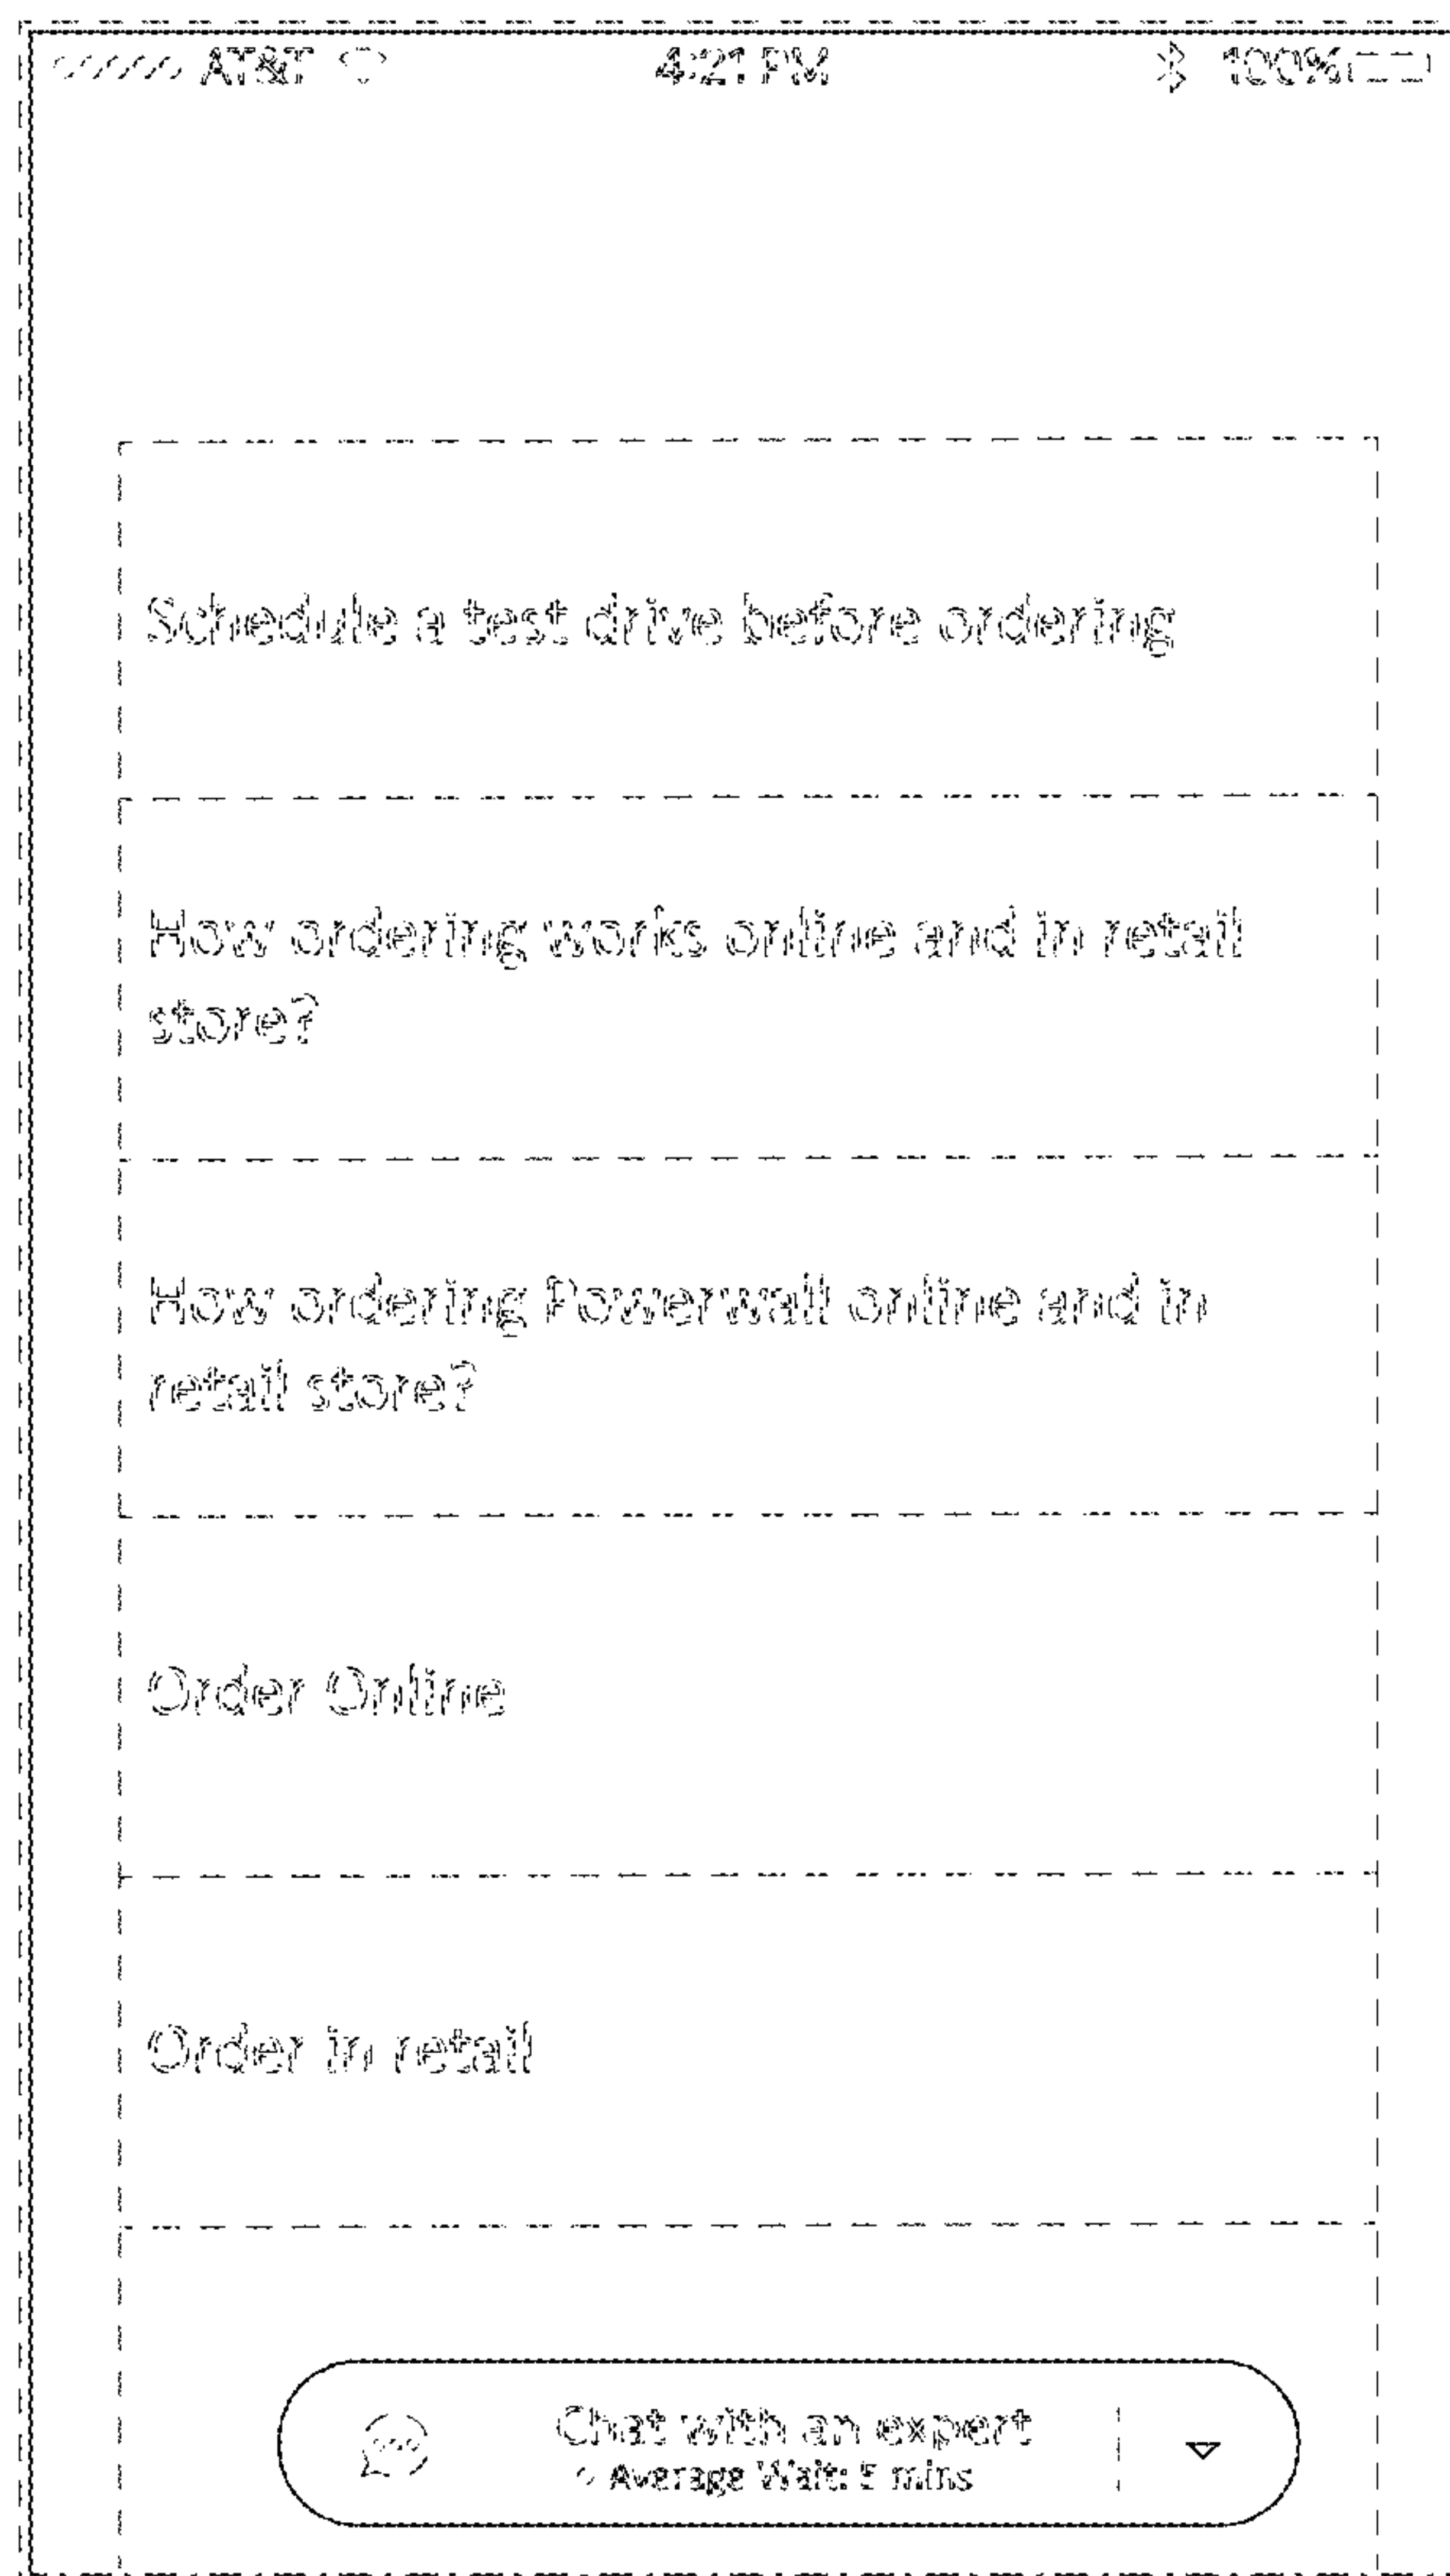 AT&T 4:21 PM 100%
Schedule a test drive before ordering
How ordering works online and in retail
store?
How ordering Powerwall online and in
retail store?
Order Online
Order in retail
Chat with an expert
Average Wait: 5 mins